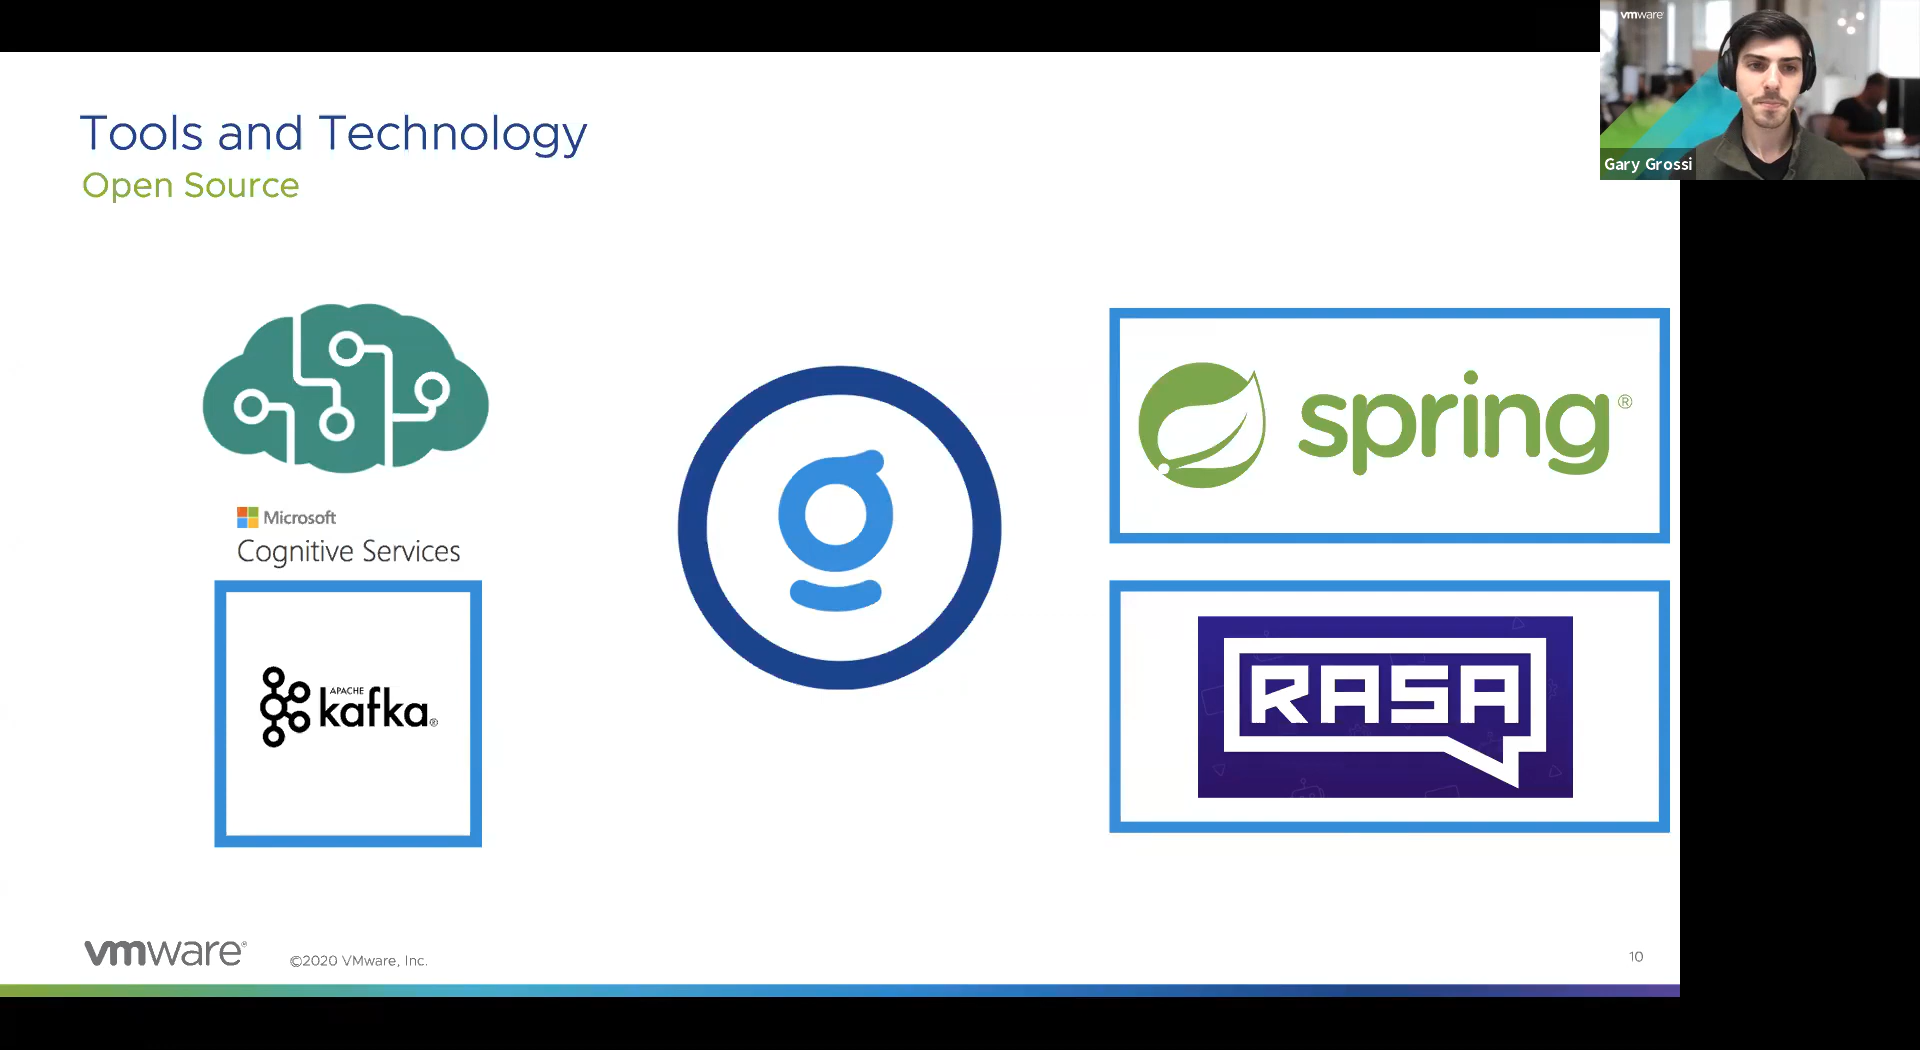 vmware
Gary Grossi
Tools and Technology
Open Source
Microsoft
Cognitive Services
g
spring®
APACHE
kafka®
RASA
vmware®
©2020 VMware, Inc.
10